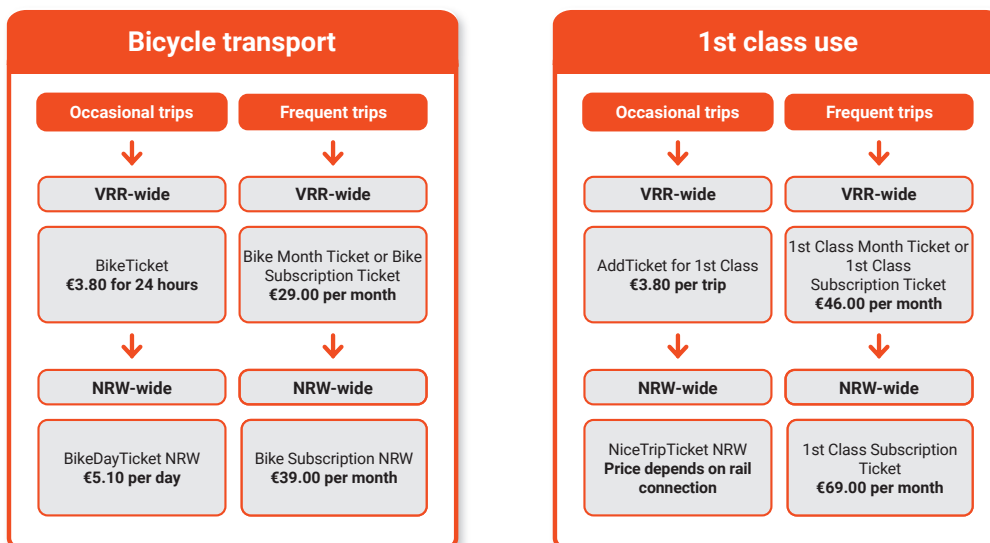 Bicycle transport
Occasional trips
Frequent trips
VRR-wide
VRR-wide
BikeTicket
€3.80 for 24 hours
Bike Month Ticket or Bike
Subscription Ticket
€29.00 per month
NRW-wide
NRW-wide
BikeDayTicket NRW
€5.10 per day
Bike Subscription NRW
€39.00 per month
1st class use
Occasional trips
Frequent trips
VRR-wide
VRR-wide
AddTicket for 1st Class
€3.80 per trip
1st Class Month Ticket or
1st Class
Subscription Ticket
€46.00 per month
NRW-wide
NRW-wide
NiceTripTicket NRW
Price depends on rail
connection
1st Class Subscription
Ticket
€69.00 per month